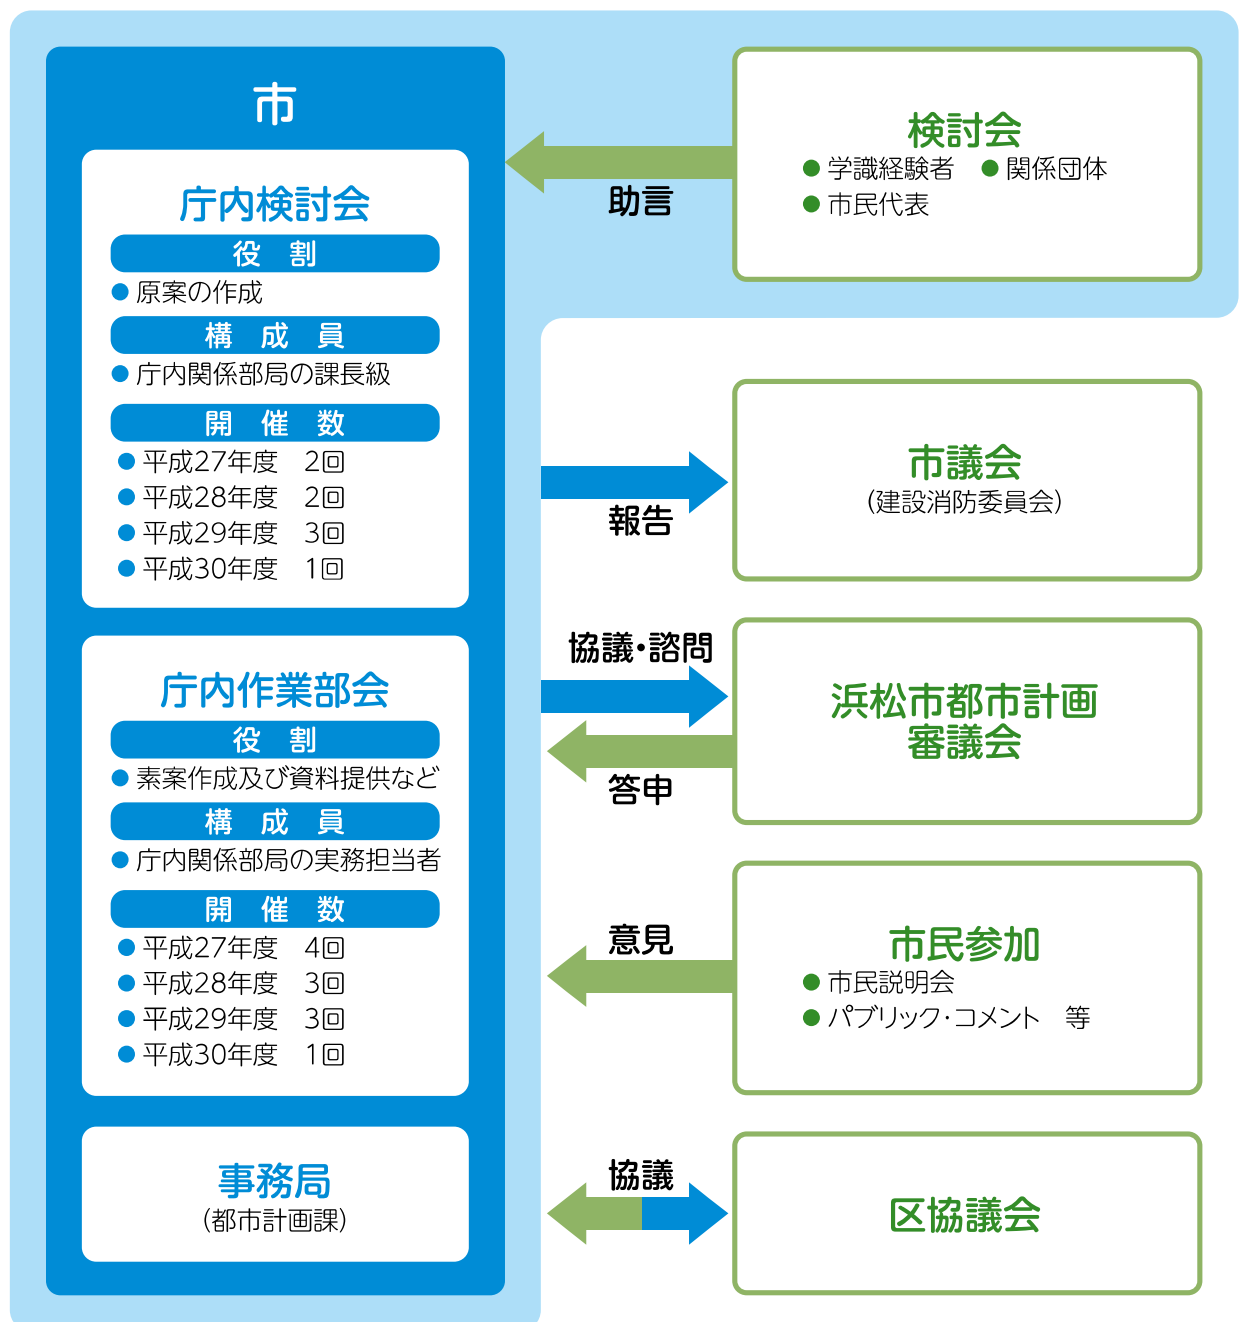 市
庁内検討会
役　割
●原案の作成
構　成　員
●庁内関係部局の課長級
開　催　数
●平成27年度　2回
●平成28年度　2回
●平成29年度　3回
●平成30年度　1回
庁内作業部会
役　割
●素案作成及び資料提供など
構　成　員
●庁内関係部局の実務担当者
開　催　数
●平成27年度　4回
●平成28年度　3回
●平成29年度　3回
●平成30年度　1回
事務局
(都市計画課)
助言
検討会
●学識経験者　●関係団体
●市民代表
報告
市議会
(建設消防委員会)
協議・諮問
答申
浜松市都市計画
審議会
意見
市民参加
●市民説明会
●パブリック・コメント　等
協議
区協議会